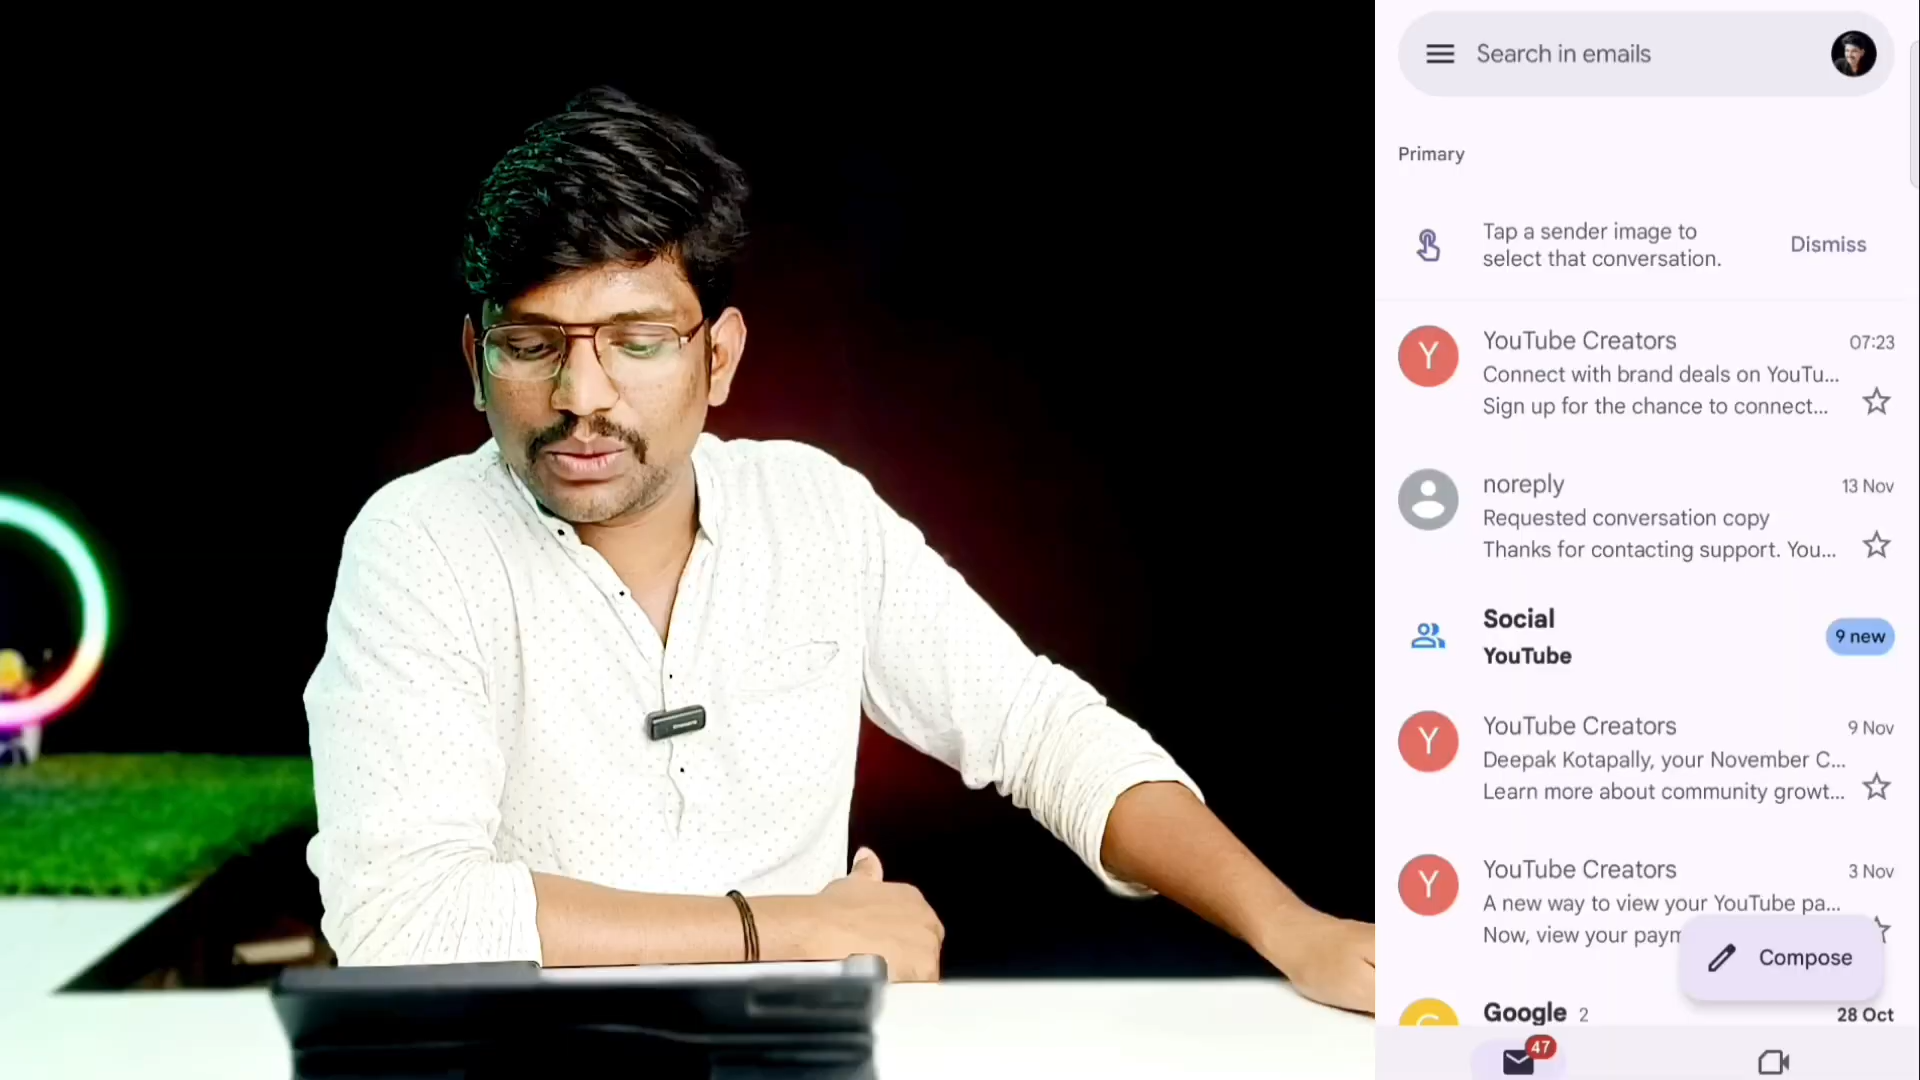 Search in emails
Primary
Tap a sender image to
select that conversation.
Dismiss
Y
YouTube Creators
07:23
Connect with brand deals on YouTu...
Sign up for the chance to connect...
noreply
13 Nov
Requested conversation copy
Thanks for contacting support. You...
Social
YouTube
9 new
Y
YouTube Creators
9 Nov
Deepak Kotapally, your November C...
Learn more about community growt...
Y
YouTube Creators
3 Nov
A new way to view your YouTube pa...
Now, view your paym
Compose
Google 2
28 Oct
47